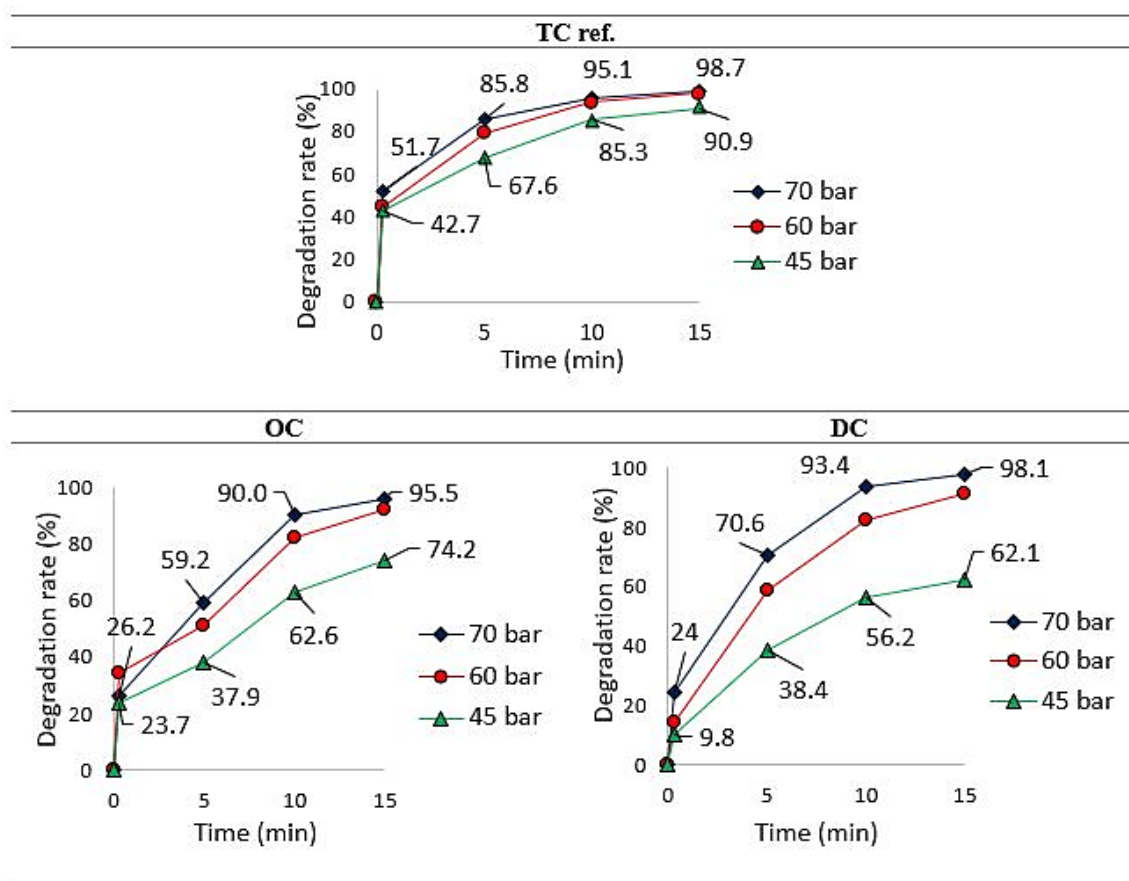 TC ref.
95.1 98.7
85.8
100
80
60
40
20
0
51.7
90.9
85.3
67.6
42.7
Degradation rate (%)
0 5 10 15
Time (min)
70 bar
60 bar
45 bar
OC DC
100
80
60
40
20
0
90.0 95.5
59.2
74.2
26.2
62.6
37.9
23.7
Degradation rate (%)
0 5 10 15
Time (min)
70 bar
60 bar
45 bar
100
80
60
40
20
0
93.4 98.1
70.6
62.1
24
56.2
38.4
9.8
Degradation rate (%)
0 5 10 15
Time (min)
70 bar
60 bar
45 bar